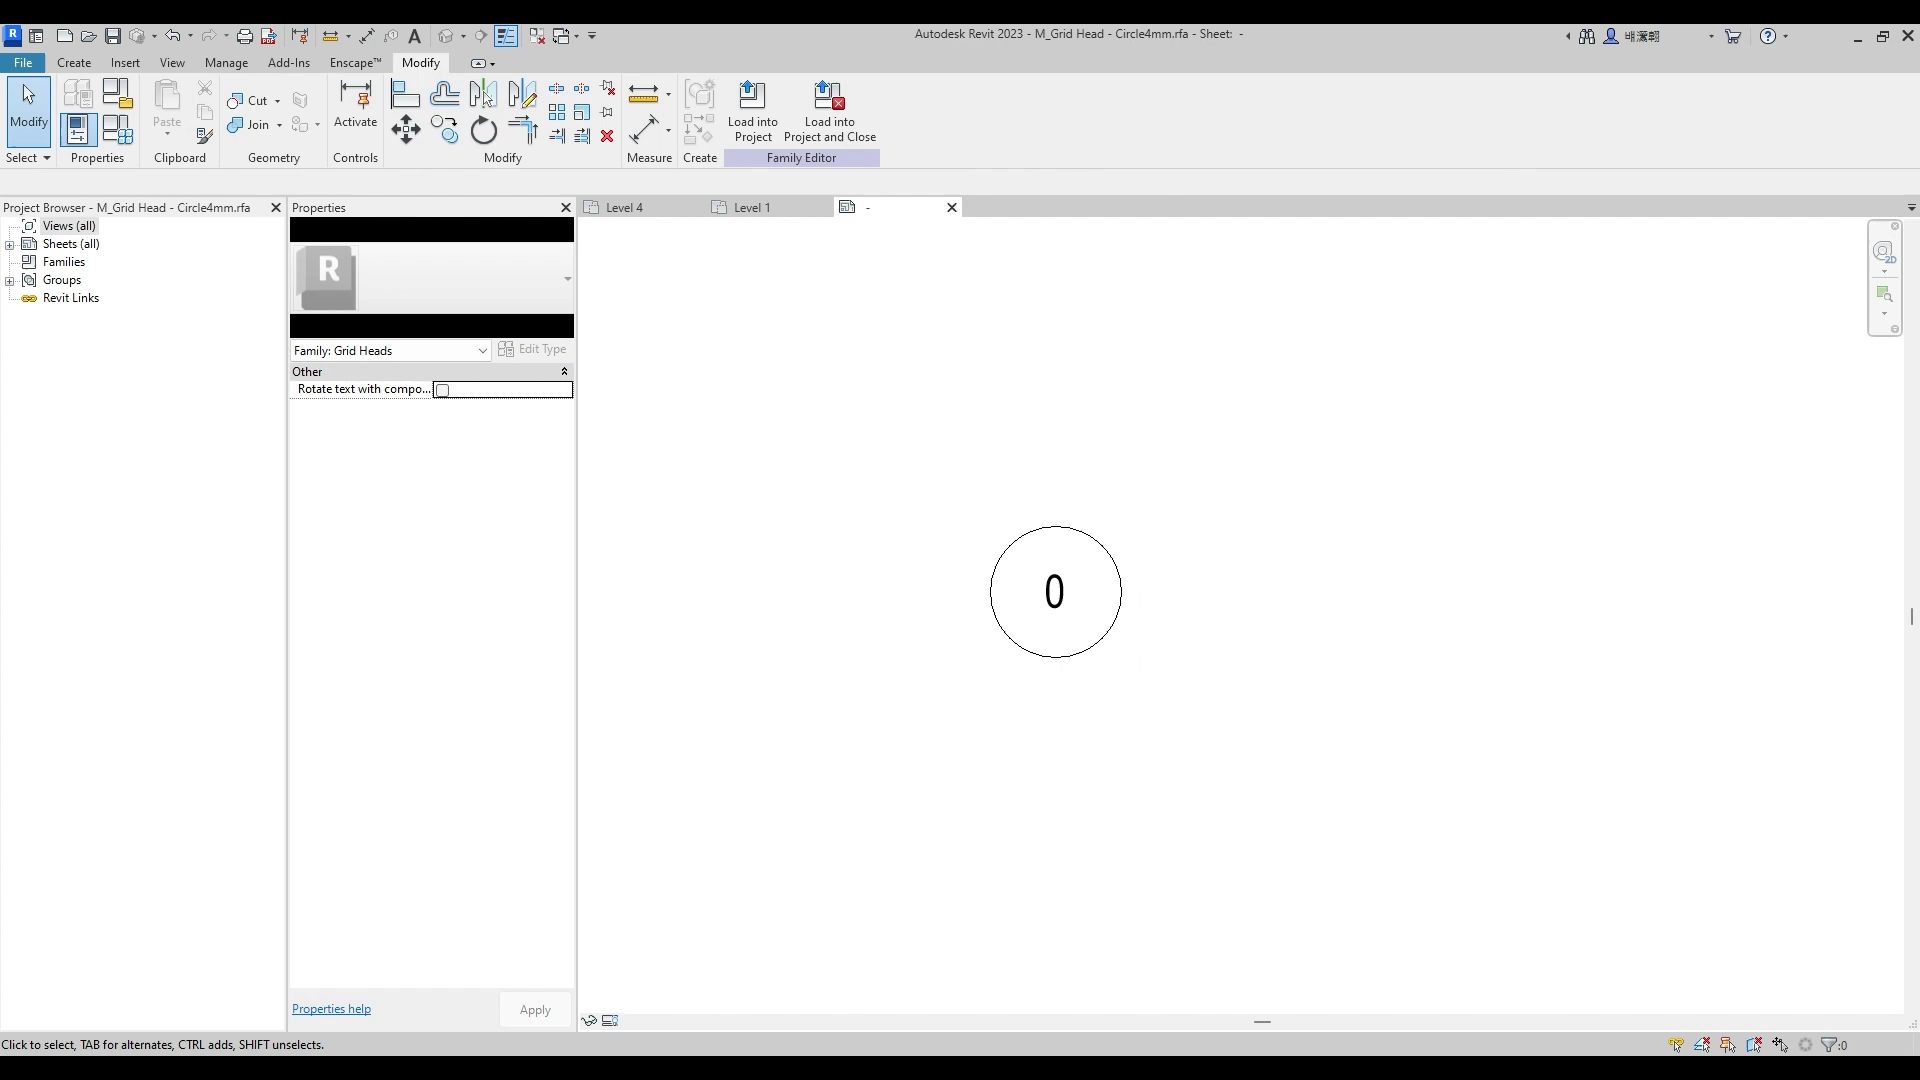 Autodesk Revit 2023 - M_Grid Head - Circle4mm.rfa - Sheet: -
File
Create
Insert
View
Manage
Add-Ins
Enscape™
Modify
Modify
Paste
Cut
Join
Activate
Load into
Project
Load into
Project and Close
Select
Properties
Clipboard
Geometry
Controls
Modify
Measure
Create
Family Editor
Project Browser - M_Grid Head - Circle4mm.rfa
Views (all)
Sheets (all)
Families
Groups
Revit Links
Properties
R
Family: Grid Heads
Edit Type
Other
Rotate text with compo...
Properties help
Apply
Level 4
Level 1
-
2D
0
Click to select, TAB for alternates, CTRL adds, SHIFT unselects.
:0